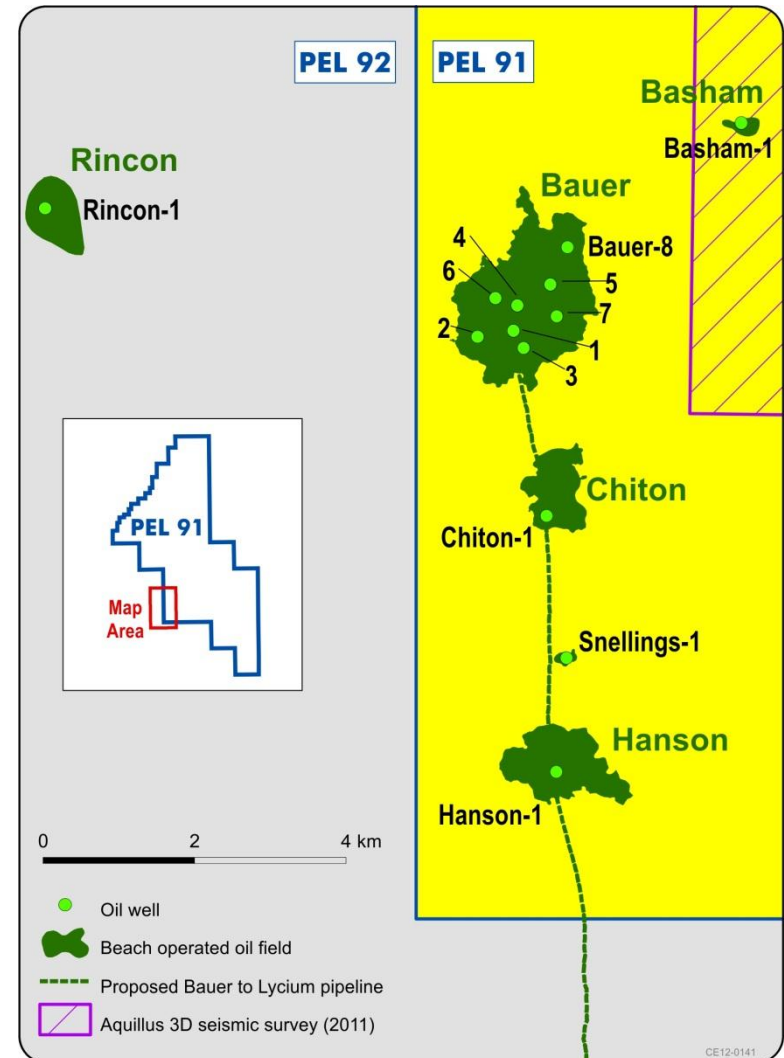 PEL 92
PEL 91
Basham
Basham-1
Rincon
Rincon-1
Bauer
Bauer-8
4
6
5
7
2
1
3
Chiton
Chiton-1
PEL 91
Map
Area
Snellings-1
Hanson
Hanson-1
0 2 4 km
Oil well
Beach operated oil field
Proposed Bauer to Lycium pipeline
Aquillus 3D seismic survey (2011)
CE12-0141